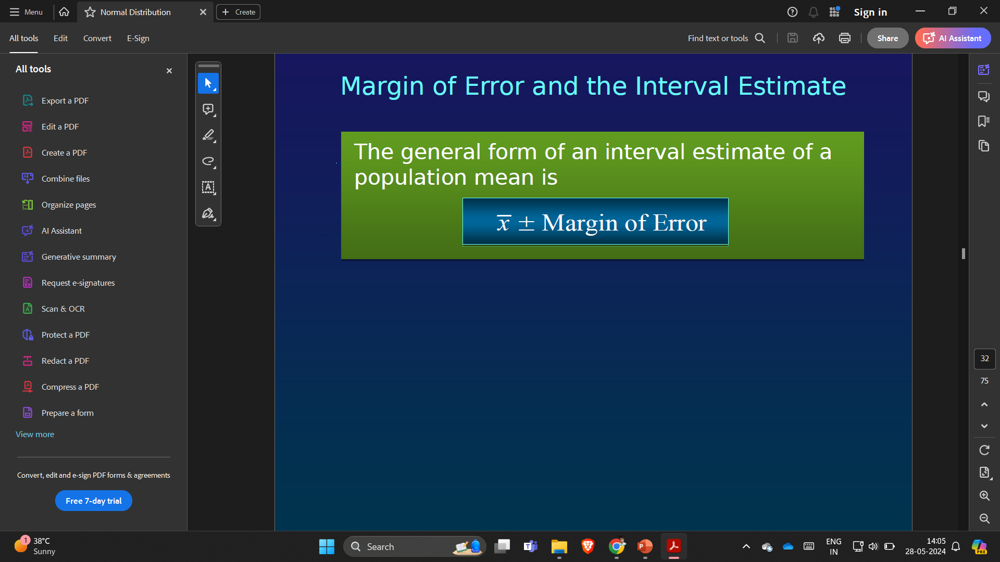 Menu
Normal Distribution
Create
Sign in
All tools
Edit
Convert
E-Sign
Find text or tools
Share
AI Assistant
All tools
Export a PDF
Edit a PDF
Create a PDF
Combine files
Organize pages
AI Assistant
Generative summary
Request e-signatures
Scan & OCR
Protect a PDF
Redact a PDF
Compress a PDF
Prepare a form
View more
Convert, edit and e-sign PDF forms & agreements
Free 7-day trial
Margin of Error and the Interval Estimate
The general form of an interval estimate of a
population mean is
x̅ ± Margin of Error
32
75
1
38°C
Sunny
Search
ENG
IN
14:05
28-05-2024
PRE